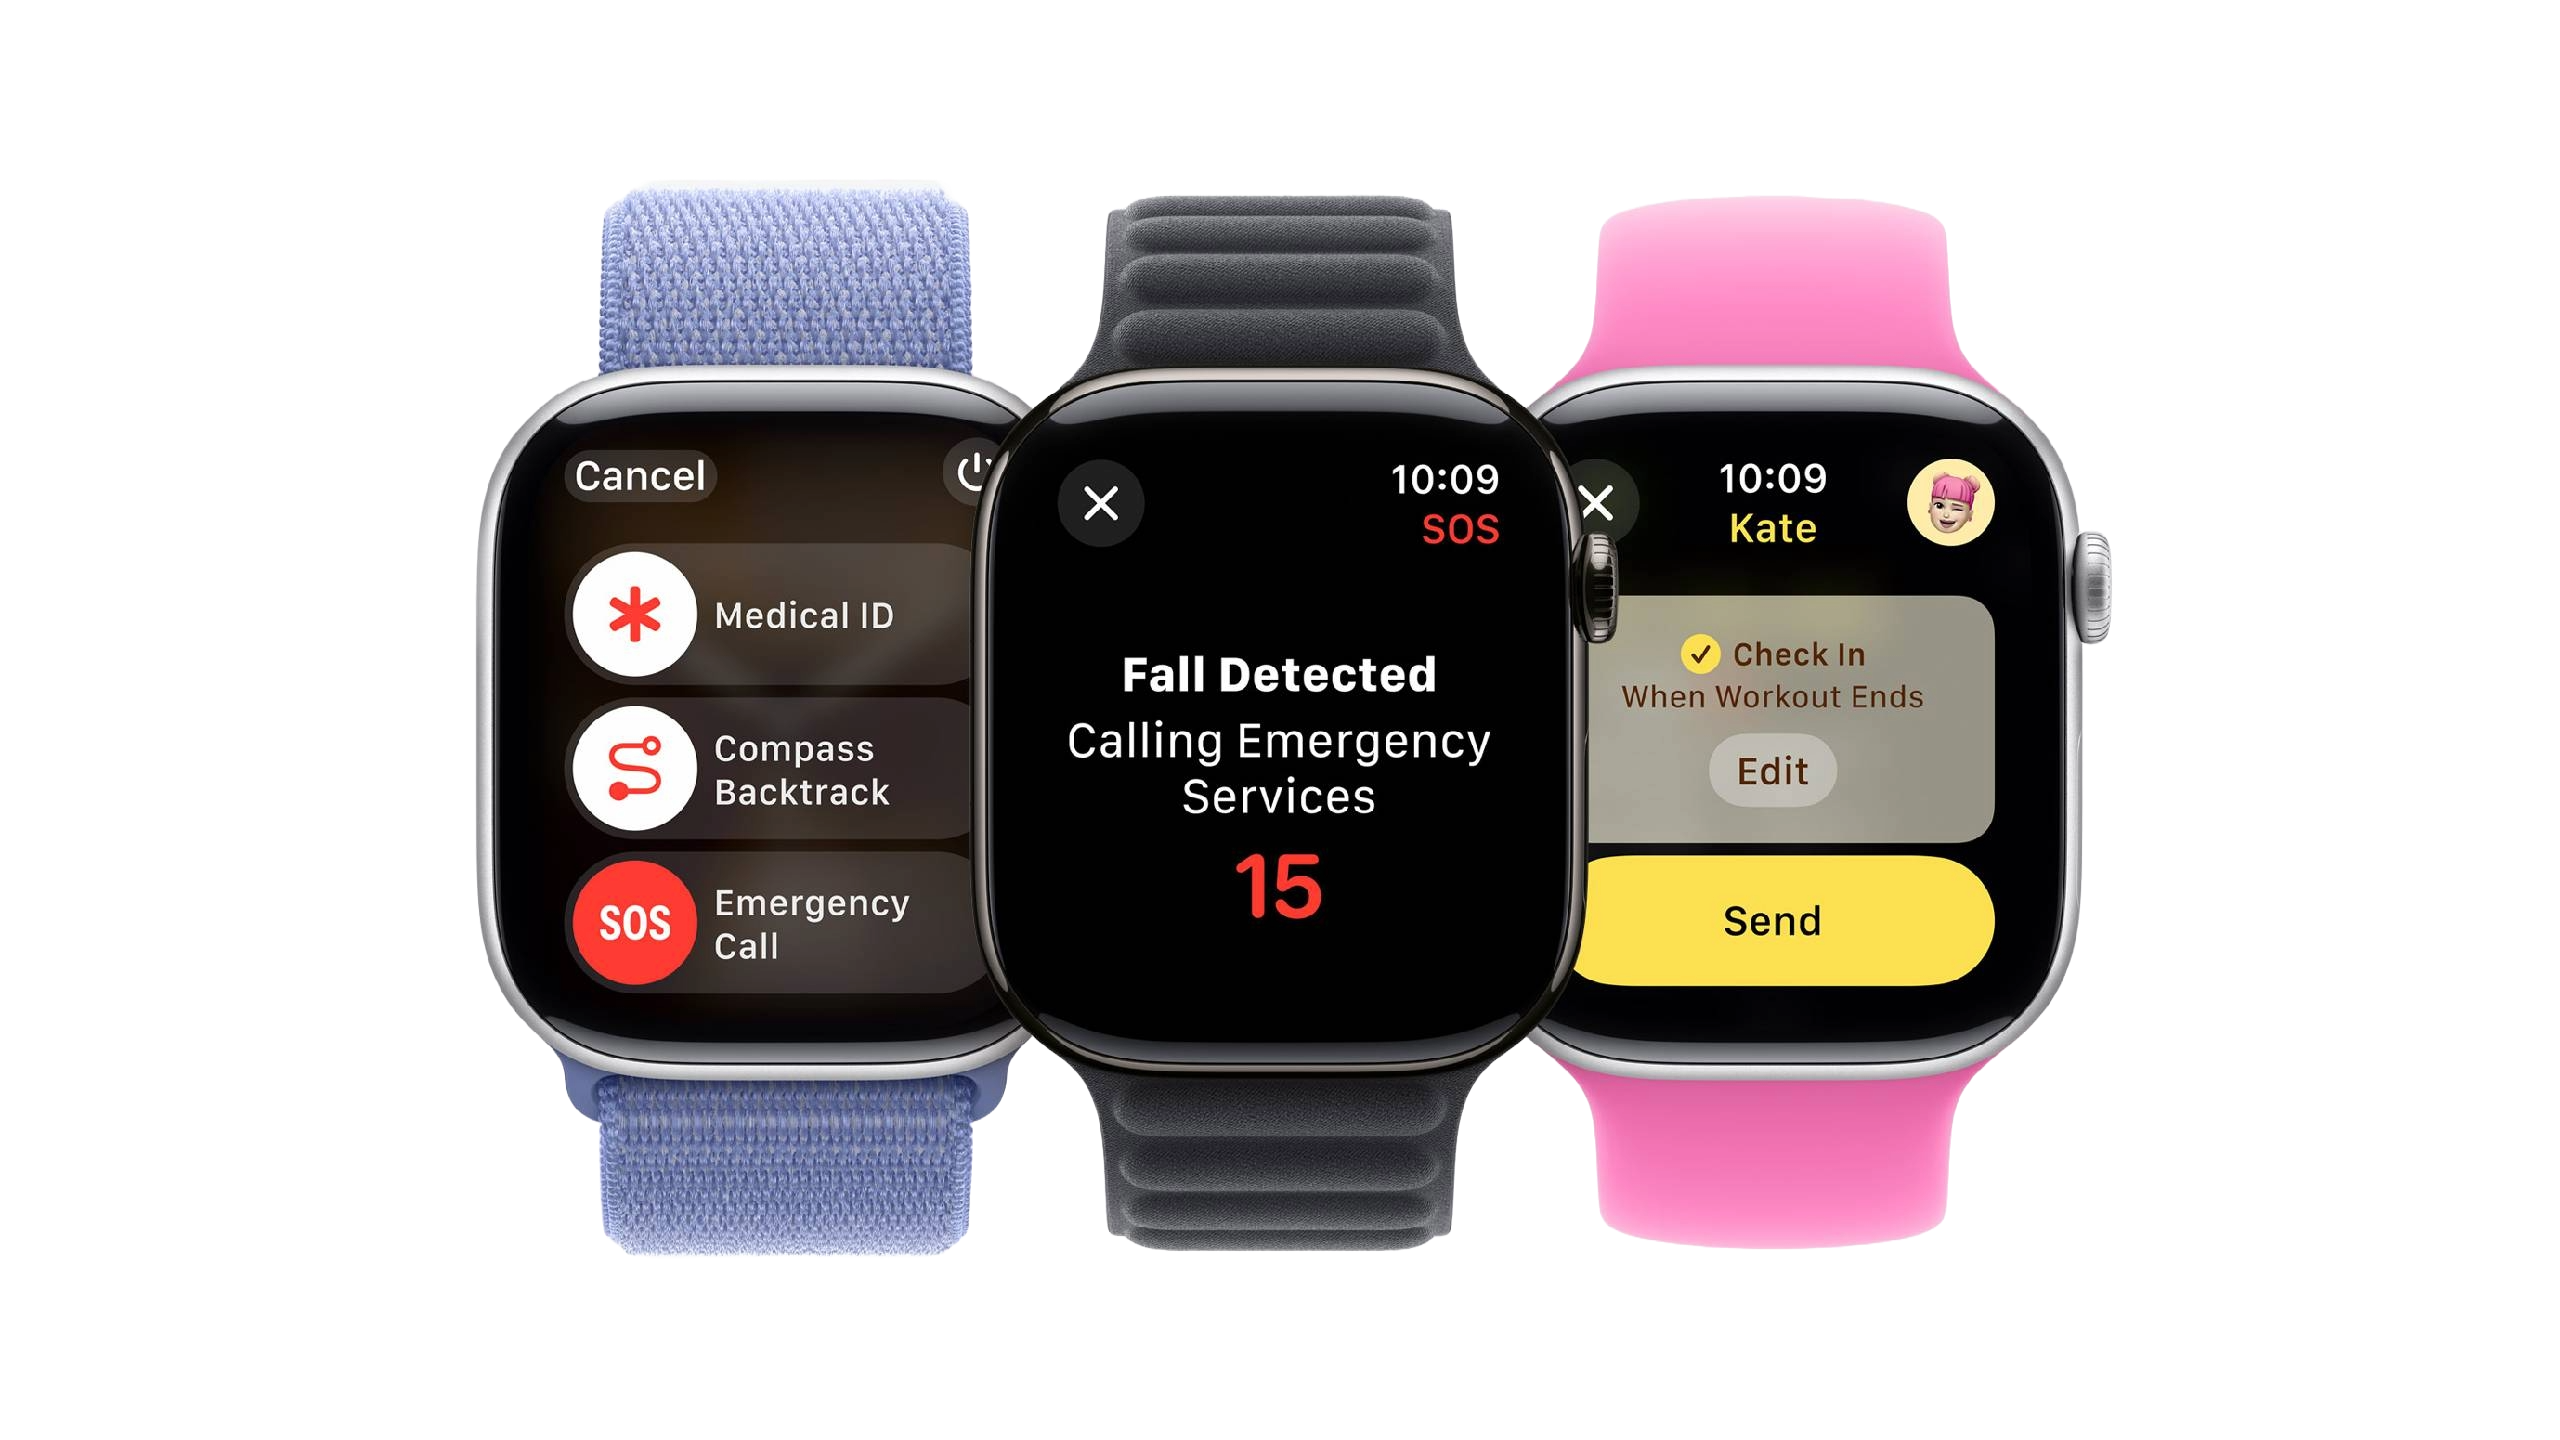 Cancel
Medical ID
Compass
Backtrack
SOS
Emergency
Call
10:09
SOS
Fall Detected
Calling Emergency
Services
15
10:09
Kate
Check In
When Workout Ends
Edit
Send